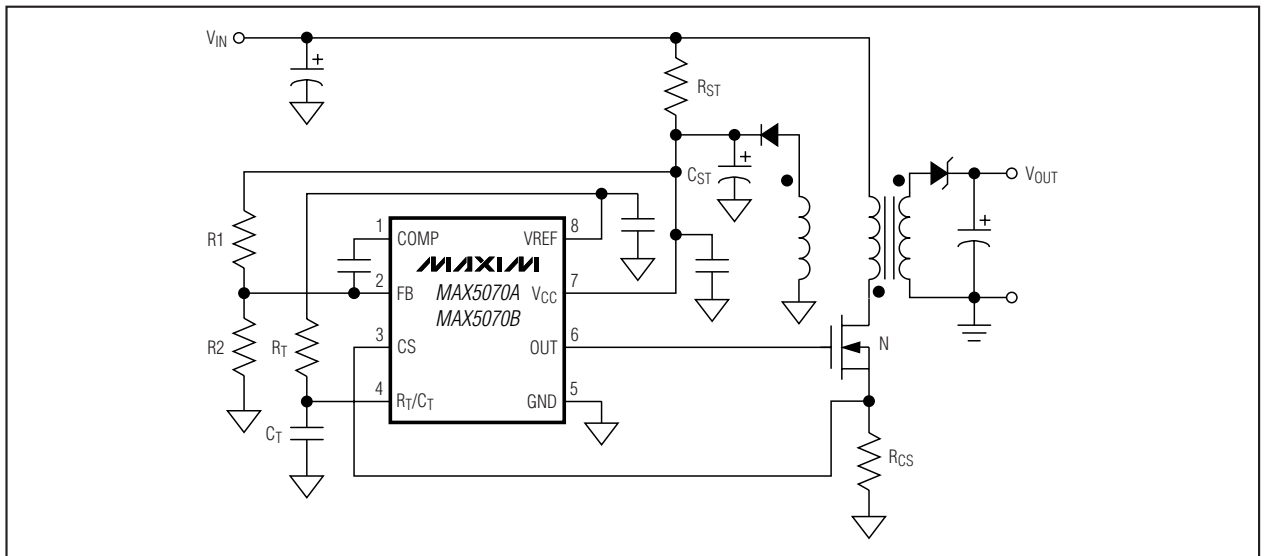 VIN
RST
CST
VOUT
1
COMP
VREF
8
R1
MAXIM
2
FB
MAX5070A
VCC
7
MAX5070B
R2
RT
3
CS
OUT
6
N
4
RT/CT
GND
5
CT
RCS